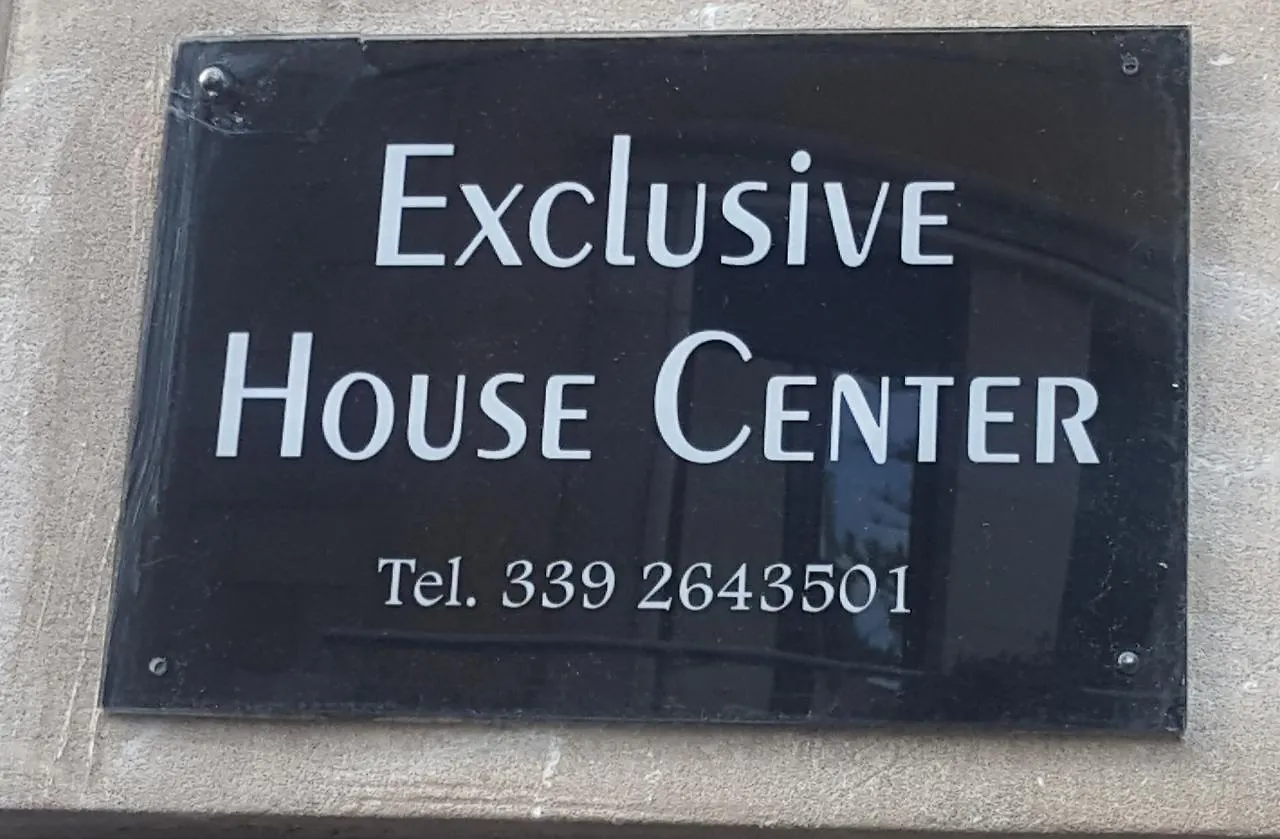 Exclusive
House Center
Tel. 339 2643501